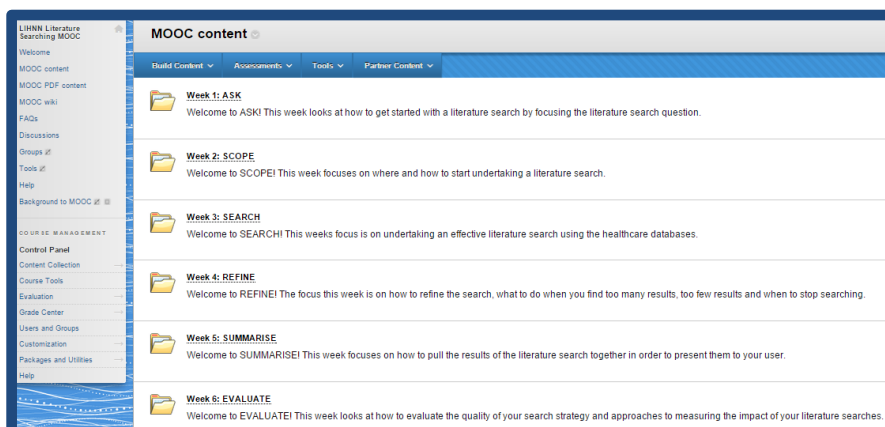 LIHNN Literature
Searching MOOC
Welcome
MOOC content
MOOC PDF content
MOOC wiki
FAQs
Discussions
Groups
Tools
Help
Background to MOOC
COURSE MANAGEMENT
Control Panel
Content Collection
Course Tools
Evaluation
Grade Center
Users and Groups
Customization
Packages and Utilities
Help
MOOC content
Build Content Assessments Tools Partner Content
Week 1: ASK
Welcome to ASK! This week looks at how to get started with a literature search by focusing the literature search question.
Week 2: SCOPE
Welcome to SCOPE! This week focuses on where and how to start undertaking a literature search.
Week 3: SEARCH
Welcome to SEARCH! This weeks focus is on undertaking an effective literature search using the healthcare databases.
Week 4: REFINE
Welcome to REFINE! The focus this week is on how to refine the search, what to do when you find too many results, too few results and when to stop searching.
Week 5: SUMMARISE
Welcome to SUMMARISE! This week focuses on how to pull the results of the literature search together in order to present them to your user.
Week 6: EVALUATE
Welcome to EVALUATE! This week looks at how to evaluate the quality of your search strategy and approaches to measuring the impact of your literature searches.